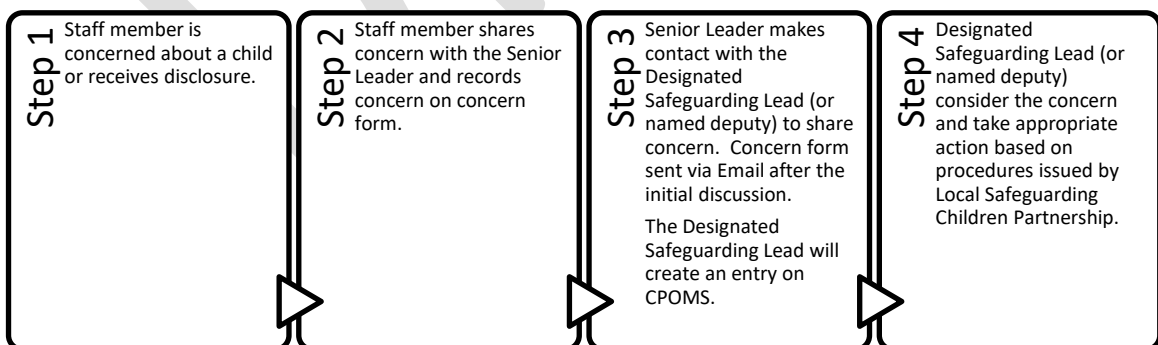 Step 1
Staff member is
concerned about a child
or receives disclosure.
Step 2
Staff member shares
concern with the Senior
Leader and records
concern on concern
form.
Step 3
Senior Leader makes
contact with the
Designated
Safeguarding Lead (or
named deputy) to share
concern. Concern form
sent via Email after the
initial discussion.
The Designated
Safeguarding Lead will
create an entry on
CPOMS.
Step 4
Designated
Safeguarding Lead (or
named deputy)
consider the concern
and take appropriate
action based on
procedures issued by
Local Safeguarding
Children Partnership.